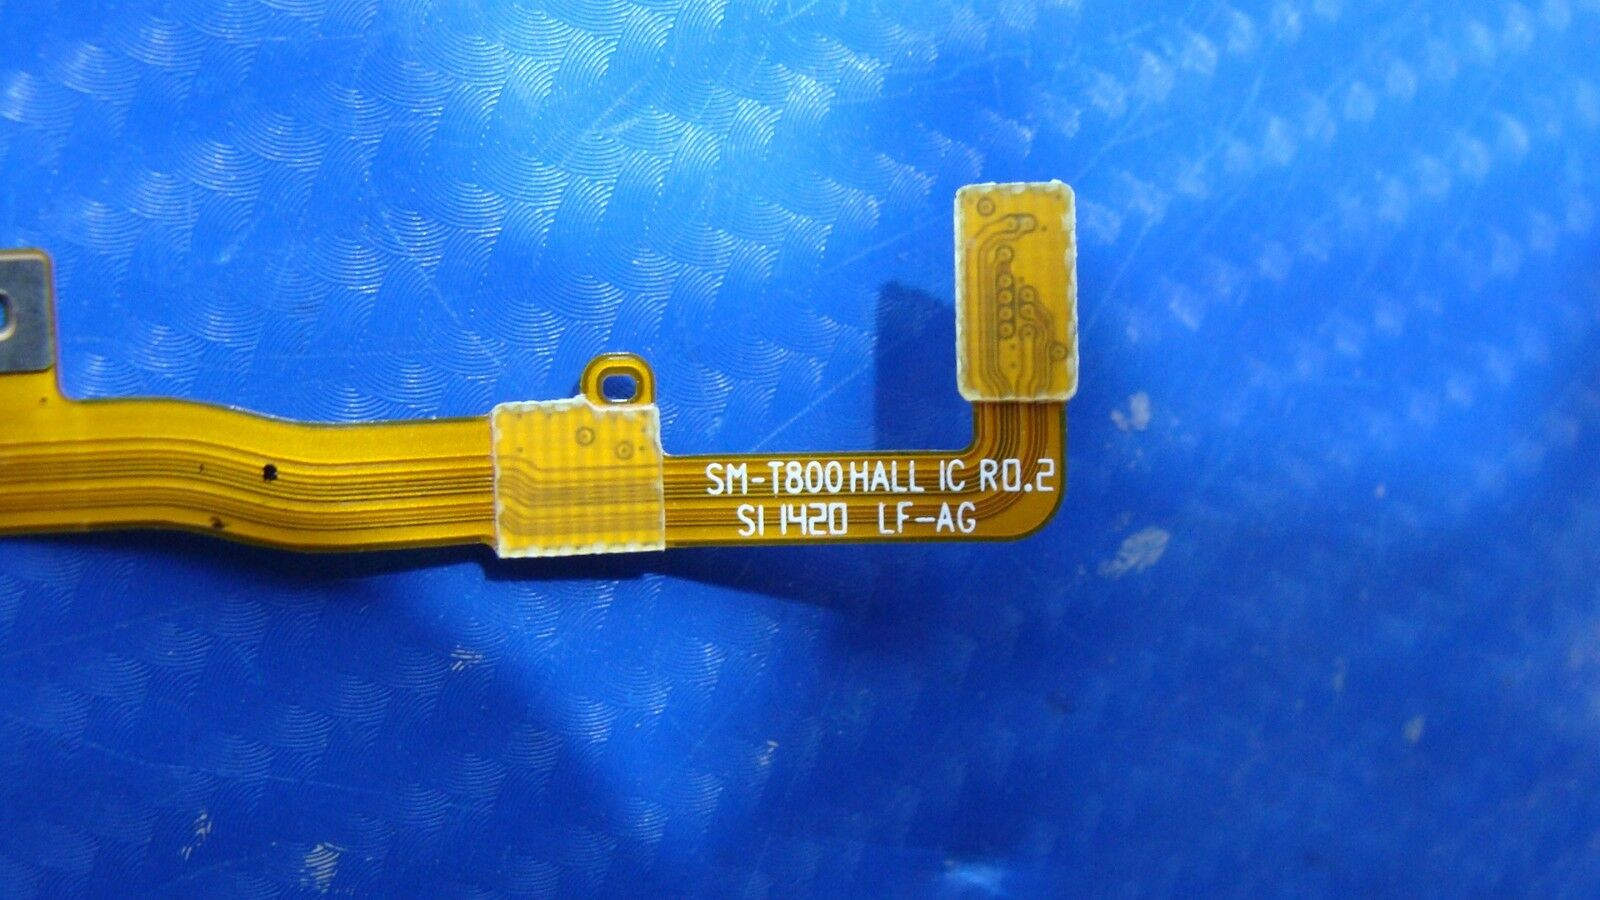 SM-T800 HALL IC R0.2
SI 1420 LF-AG